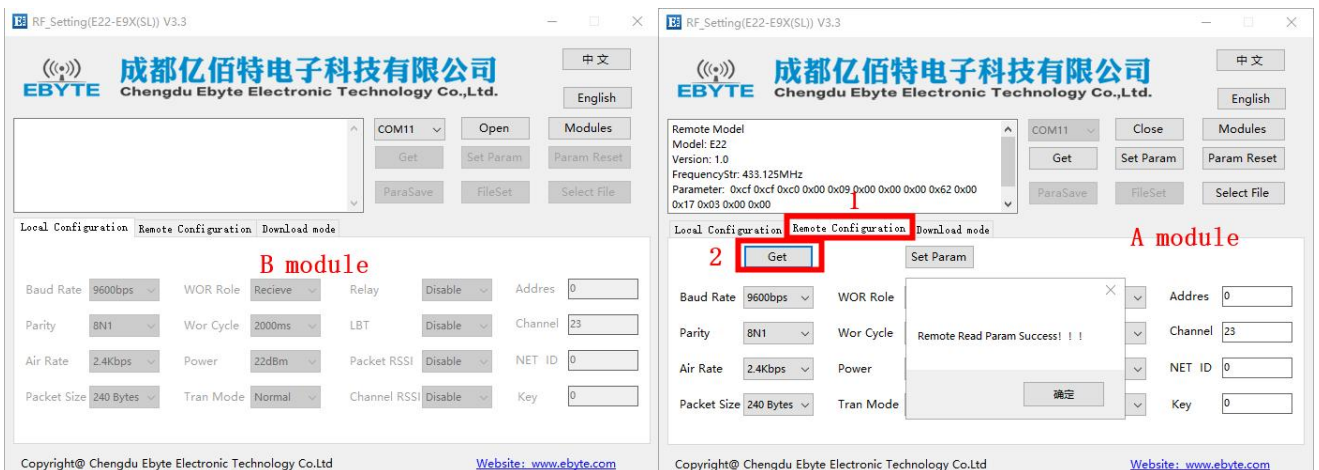 RF_Setting(E22-E9X(SL)) V3.3
EBYTE
成都亿佰特电子科技有限公司
Chengdu Ebyte Electronic Technology Co.,Ltd.
中文
English
COM11 Open Modules
Get Set Param Param Reset
ParaSave FileSet Select File
Local Configuration Remote Configuration Download mode
B module
Baud Rate 9600bps WOR Role Recieve Relay Disable Addres 0
Parity 8N1 Wor Cycle 2000ms LBT Disable Channel 23
Air Rate 2.4Kbps Power 22dBm Packet RSSI Disable NET ID 0
Packet Size 240 Bytes Tran Mode Normal Channel RSSI Disable Key 0
Copyright@ Chengdu Ebyte Electronic Technology Co.Ltd Website: www.ebyte.com
RF_Setting(E22-E9X(SL)) V3.3
EBYTE
成都亿佰特电子科技有限公司
Chengdu Ebyte Electronic Technology Co.,Ltd.
中文
English
Remote Model
Model: E22
Version: 1.0
FrequencyStr: 433.125MHz
Parameter: 0xcf 0xcf 0xc0 0x00 0x09 0x00 0x00 0x00 0x62 0x00
0x17 0x03 0x00 0x00
COM11 Close Modules
Get Set Param Param Reset
ParaSave FileSet Select File
1
Local Configuration Remote Configuration Download mode
A module
2 Get Set Param
Baud Rate 9600bps WOR Role Addres 0
Parity 8N1 Wor Cycle Channel 23
Air Rate 2.4Kbps Power NET ID 0
Packet Size 240 Bytes Tran Mode Key 0
Remote Read Param Success! ! !
确定
Copyright@ Chengdu Ebyte Electronic Technology Co.Ltd Website: www.ebyte.com